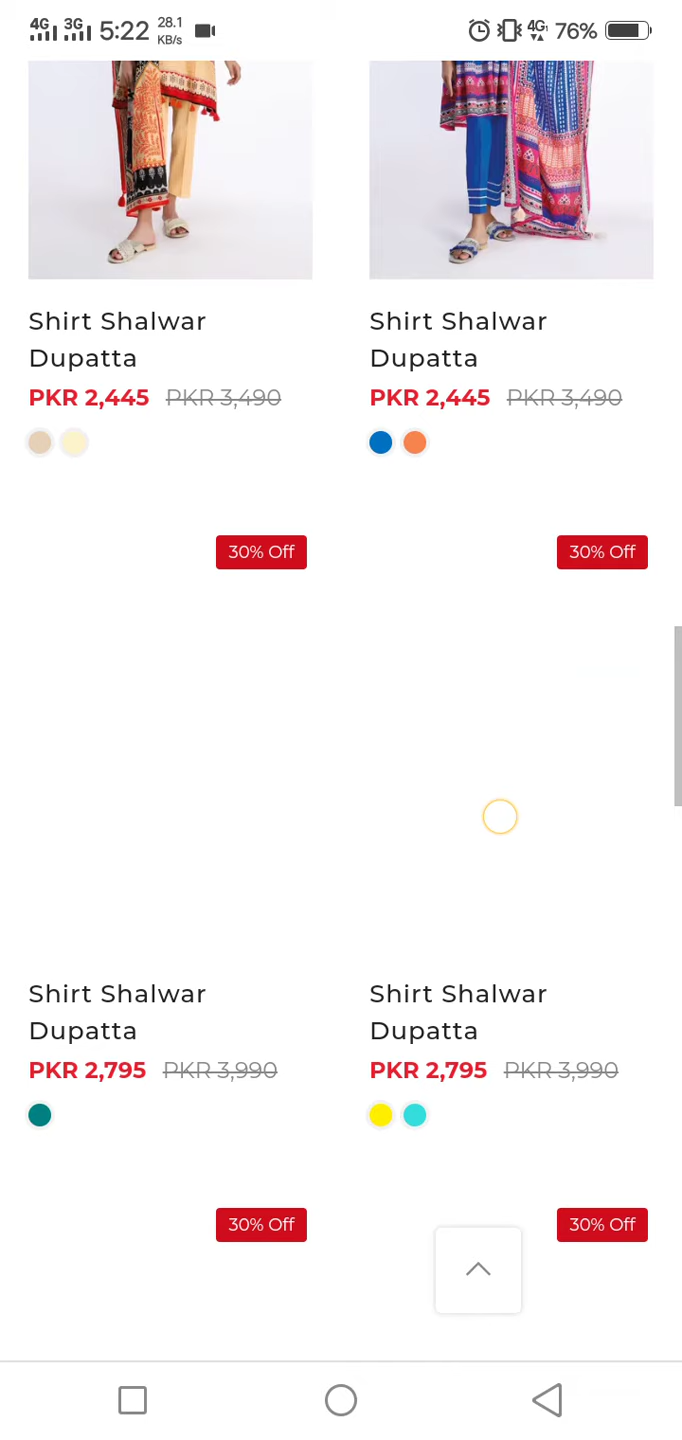 4G 3G 5:22 28.1 KB/s 4G 76%
Shirt Shalwar
Dupatta
PKR 2,445 PKR 3,490
Shirt Shalwar
Dupatta
PKR 2,445 PKR 3,490
30% Off
30% Off
Shirt Shalwar
Dupatta
PKR 2,795 PKR 3,990
Shirt Shalwar
Dupatta
PKR 2,795 PKR 3,990
30% Off
30% Off